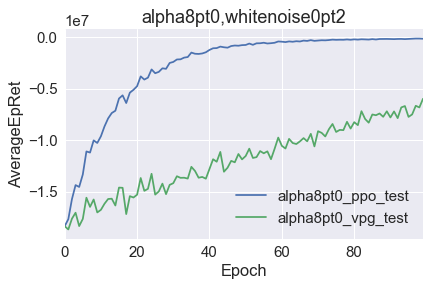 alpha8pt0,whitenoise0pt2
1e7
0.0
−0.5
−1.0
−1.5
AverageEpRet
alpha8pt0_ppo_test
alpha8pt0_vpg_test
0 20 40 60 80
Epoch